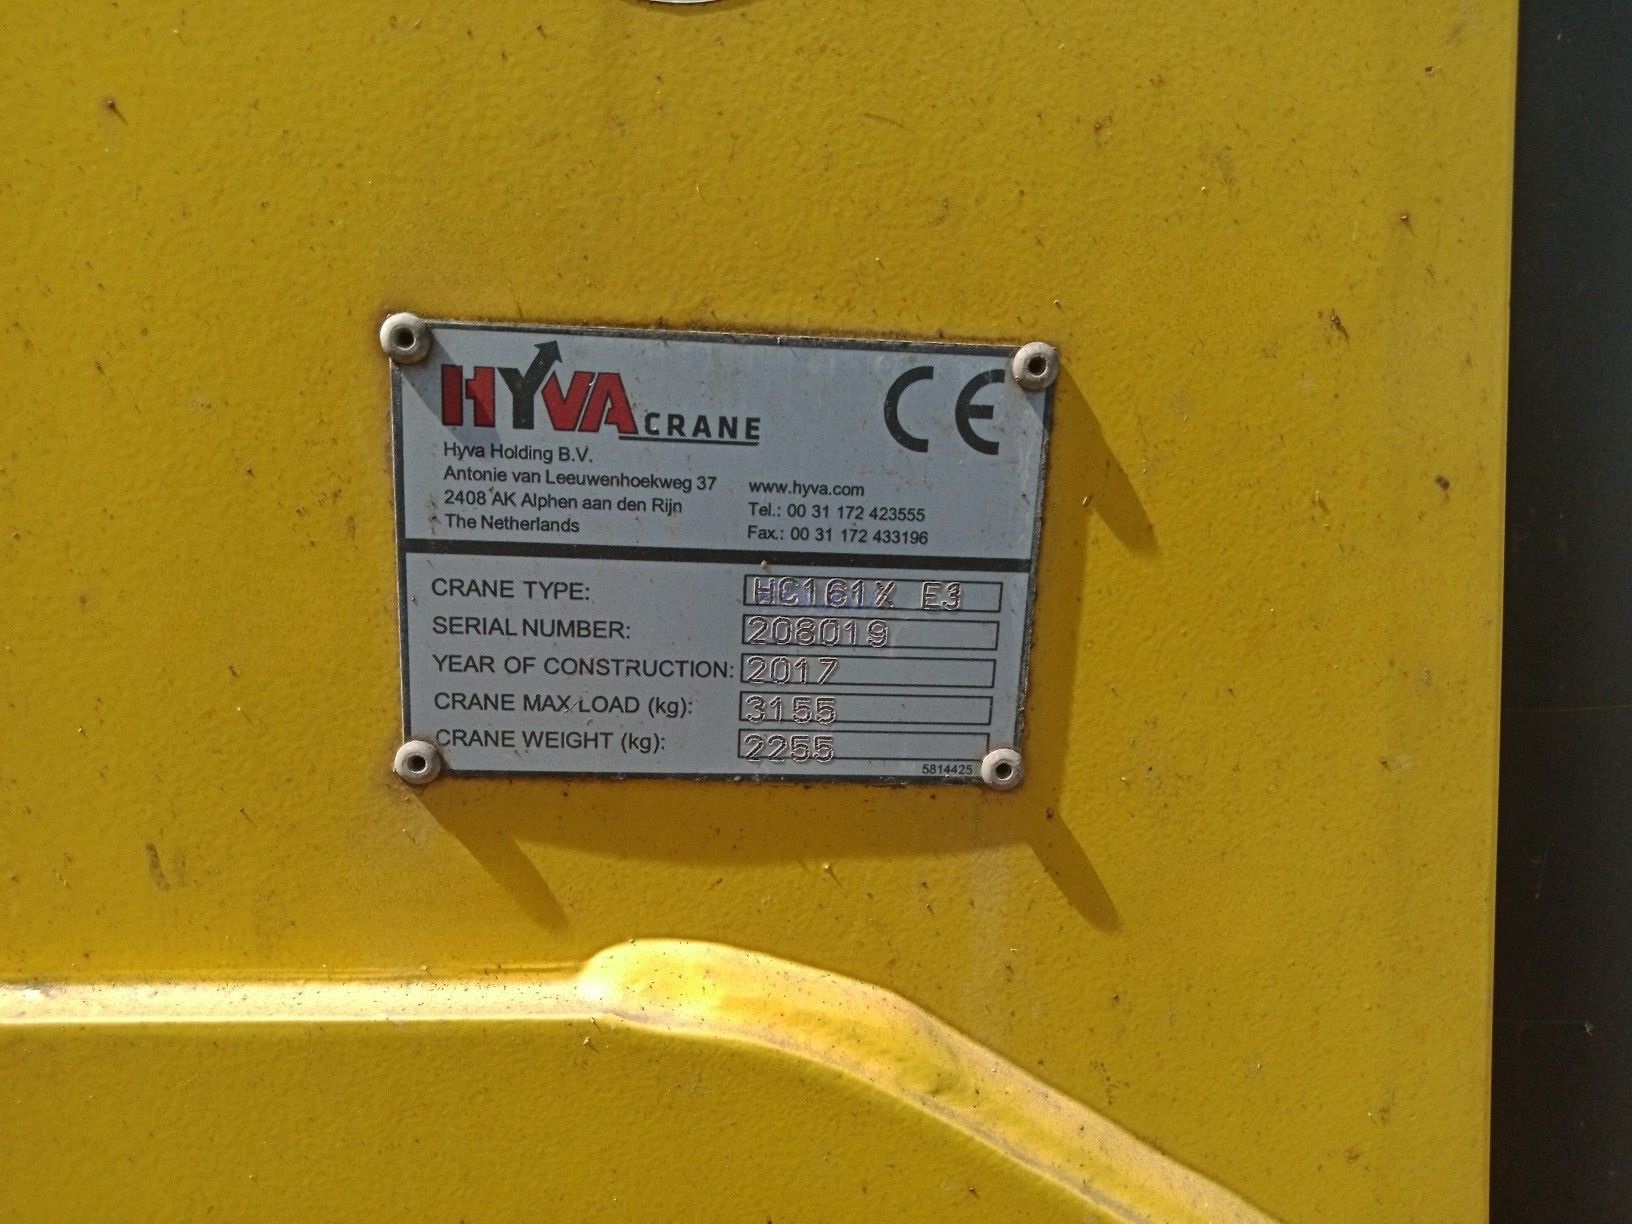 HYVA CRANE
CE
Hyva Holding B.V.
Antonie van Leeuwenhoekweg 37
2408 AK Alphen aan den Rijn
The Netherlands
www.hyva.com
Tel.: 00 31 172 423555
Fax.: 00 31 172 433196
CRANE TYPE: HC161X E3
SERIAL NUMBER: 208019
YEAR OF CONSTRUCTION: 2017
CRANE MAX LOAD (kg): 3155
CRANE WEIGHT (kg): 2255
5814425